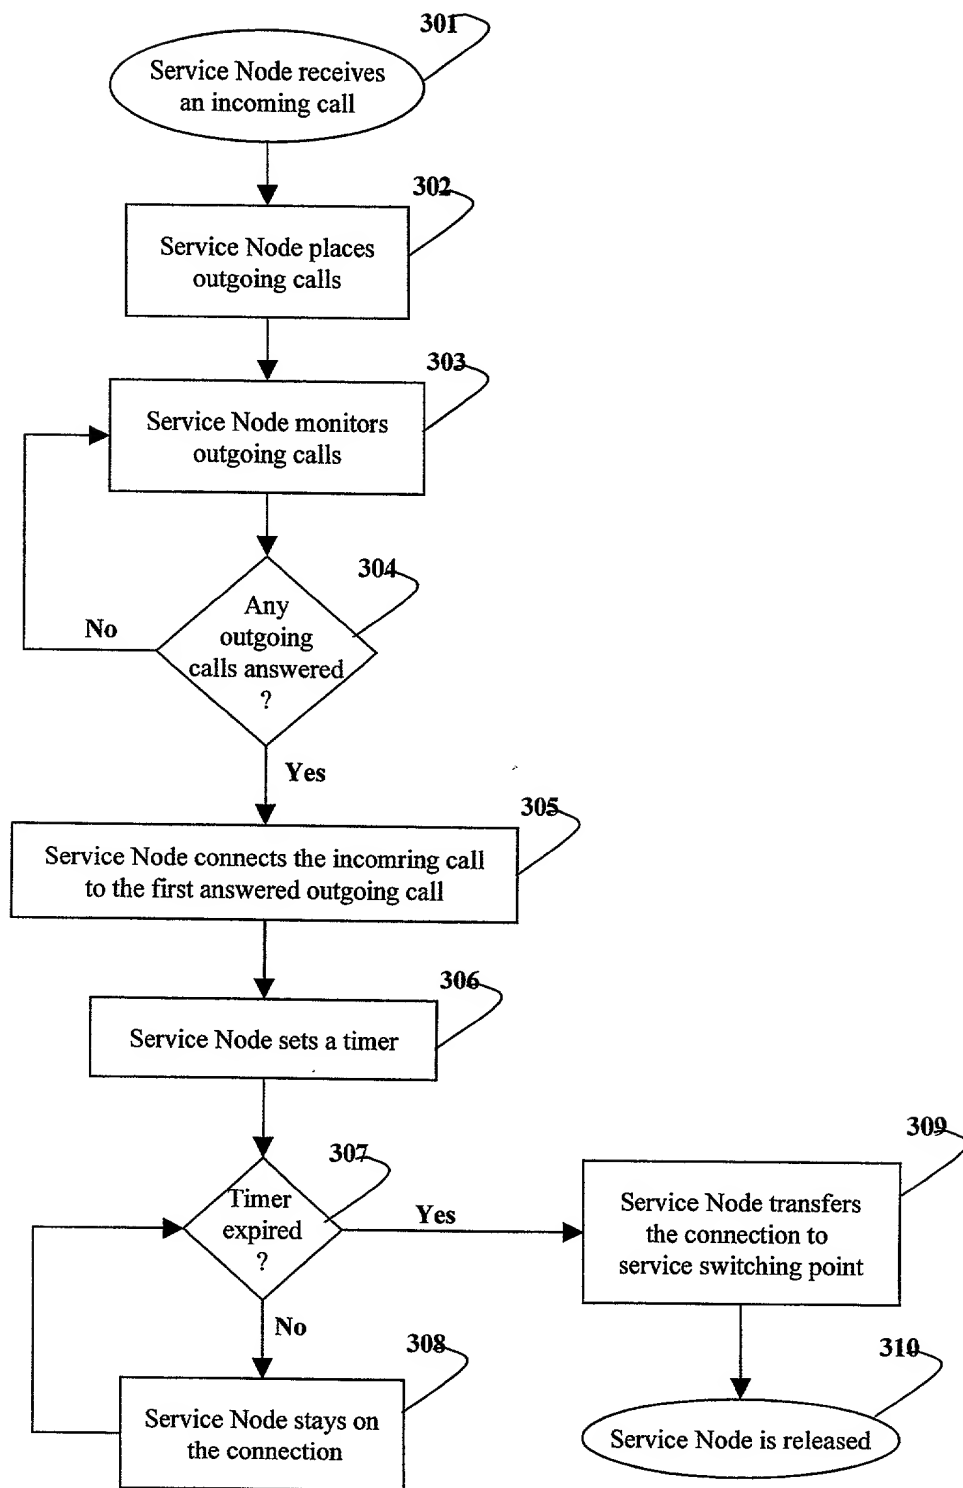 301
Service Node receives
an incoming call
302
Service Node places
outgoing calls
303
Service Node monitors
outgoing calls
304
Any
outgoing
calls answered
?
No
Yes
305
Service Node connects the incomring call
to the first answered outgoing call
306
Service Node sets a timer
307
Timer
expired
?
Yes
No
308
Service Node stays on
the connection
309
Service Node transfers
the connection to
service switching point
310
Service Node is released